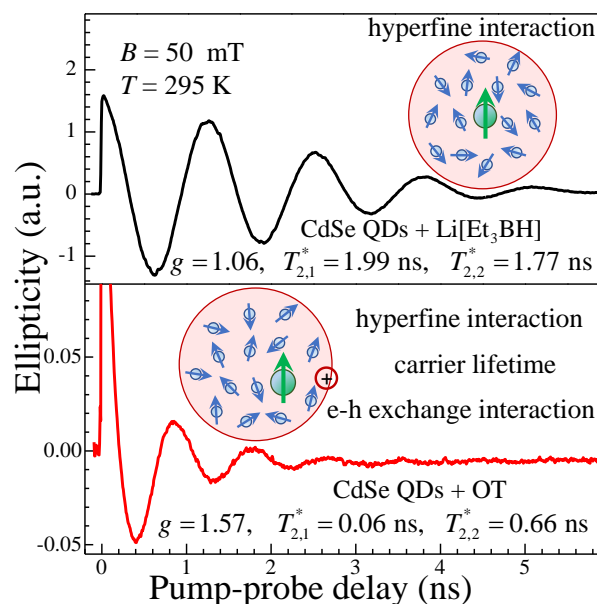 hyperfine interaction
B = 50 mT
T = 295 K
2
1
0
-1
CdSe QDs + Li[Et₃BH]
g = 1.06, T*₂,₁ = 1.99 ns, T*₂,₂ = 1.77 ns
Ellipticity (a.u.)
hyperfine interaction
carrier lifetime
e-h exchange interaction
+
0.05
0.00
-0.05
CdSe QDs + OT
g = 1.57, T*₂,₁ = 0.06 ns, T*₂,₂ = 0.66 ns
0 1 2 3 4 5
Pump-probe delay (ns)